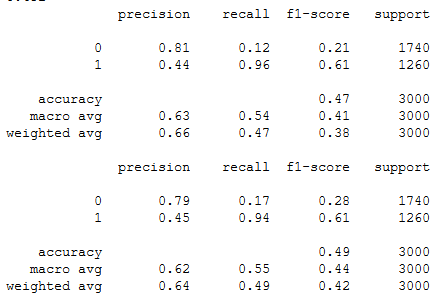 precision recall f1-score support
0 0.81 0.12 0.21 1740
1 0.44 0.96 0.61 1260
accuracy 0.47 3000
macro avg 0.63 0.54 0.41 3000
weighted avg 0.66 0.47 0.38 3000
precision recall f1-score support
0 0.79 0.17 0.28 1740
1 0.45 0.94 0.61 1260
accuracy 0.49 3000
macro avg 0.62 0.55 0.44 3000
weighted avg 0.64 0.49 0.42 3000